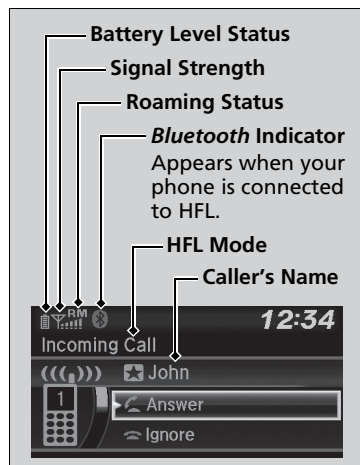 Battery Level Status
Signal Strength
Roaming Status
Bluetooth Indicator
Appears when your
phone is connected
to HFL.
HFL Mode
Caller's Name
RM
12:34
Incoming Call
John
1
Answer
Ignore